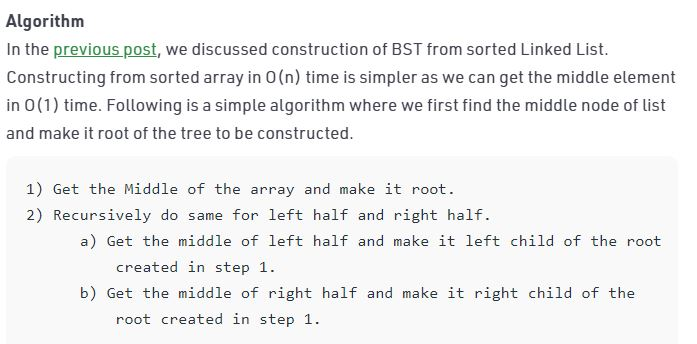 Algorithm
In the previous post, we discussed construction of BST from sorted Linked List.
Constructing from sorted array in O(n) time is simpler as we can get the middle element
in O(1) time. Following is a simple algorithm where we first find the middle node of list
and make it root of the tree to be constructed.
1) Get the Middle of the array and make it root.
2) Recursively do same for left half and right half.
a) Get the middle of left half and make it left child of the root
created in step 1.
b) Get the middle of right half and make it right child of the
root created in step 1.